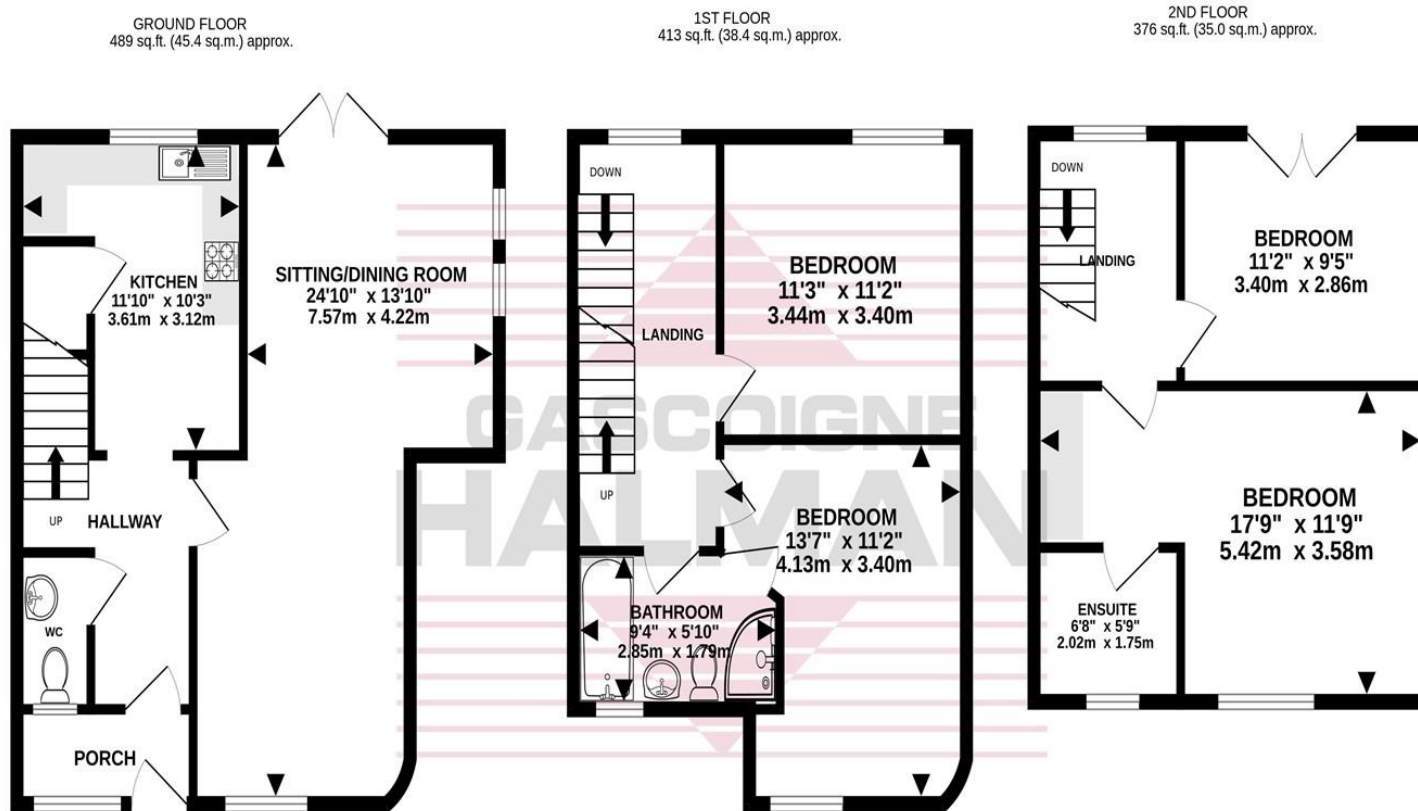 GROUND FLOOR
489 sq.ft. (45.4 sq.m.) approx.
KITCHEN
11'10" x 10'3"
3.61m x 3.12m
SITTING/DINING ROOM
24'10" x 13'10"
7.57m x 4.22m
UP
HALLWAY
WC
PORCH
1ST FLOOR
413 sq.ft. (38.4 sq.m.) approx.
DOWN
BEDROOM
11'3" x 11'2"
3.44m x 3.40m
LANDING
UP
BEDROOM
13'7" x 11'2"
4.13m x 3.40m
BATHROOM
9'4" x 5'10"
2.85m x 1.79m
2ND FLOOR
376 sq.ft. (35.0 sq.m.) approx.
DOWN
LANDING
BEDROOM
11'2" x 9'5"
3.40m x 2.86m
BEDROOM
17'9" x 11'9"
5.42m x 3.58m
ENSUITE
6'8" x 5'9"
2.02m x 1.75m
GASCOIGNE
HALMAN